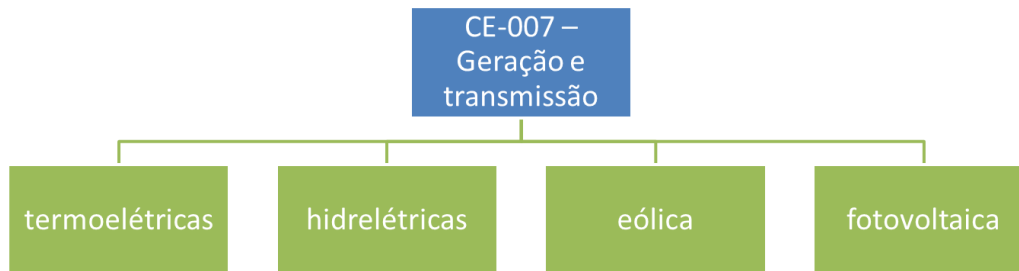 CE-007 –
Geração e
transmissão
termoelétricas
hidrelétricas
eólica
fotovoltaica